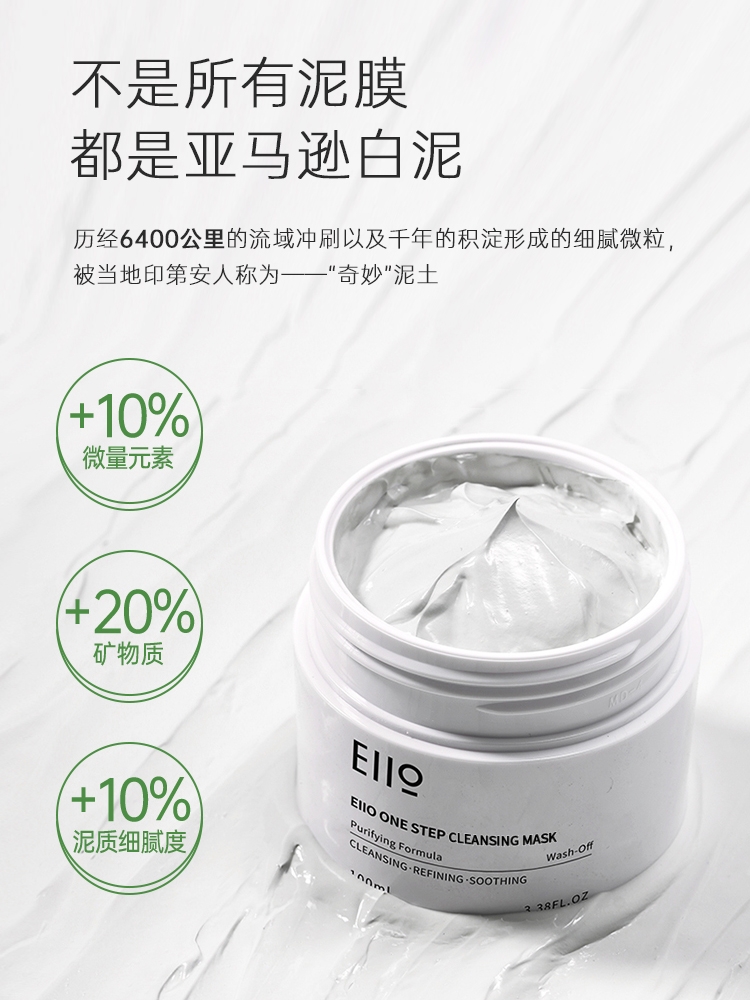 不是所有泥膜
都是亚马逊白泥
历经6400公里的流域冲刷以及千年的积淀形成的细腻微粒,
被当地印第安人称为——“奇妙”泥土
+10%
微量元素
+20%
矿物质
+10%
泥质细腻度
EIIO
EIIO ONE STEP CLEANSING MASK
Purifying Formula
Wash-Off
CLEANSING·REFINING·SOOTHING
100ml
3.38FL.OZ